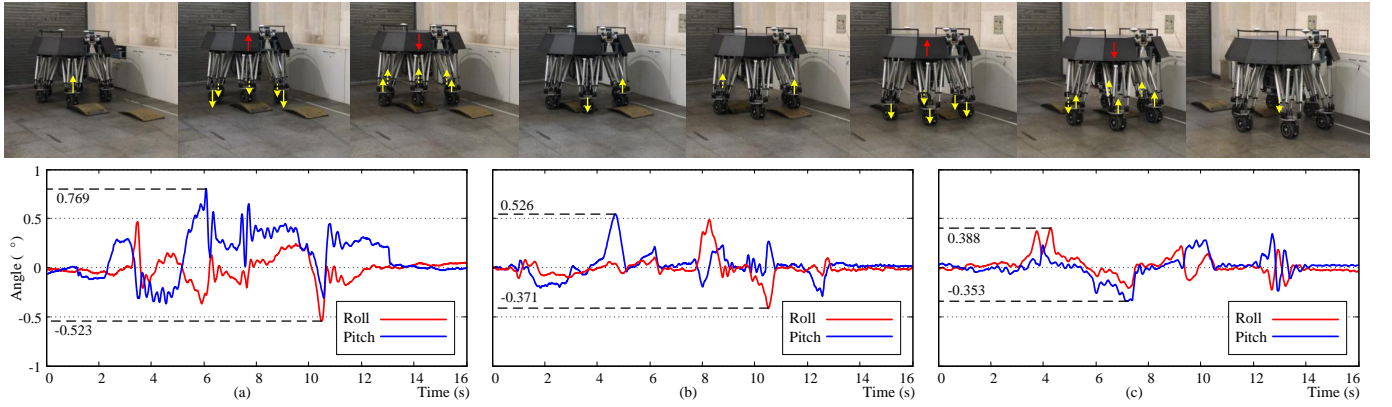 1
0.5
0
-0.5
-1
Angle ( °)
0.769
-0.523
Roll
Pitch
0 2 4 6 8 10 12 14 16
(a) Time (s)
0.526
-0.371
Roll
Pitch
0 2 4 6 8 10 12 14 16
(b) Time (s)
0.388
-0.353
Roll
Pitch
0 2 4 6 8 10 12 14 16
(c) Time (s)